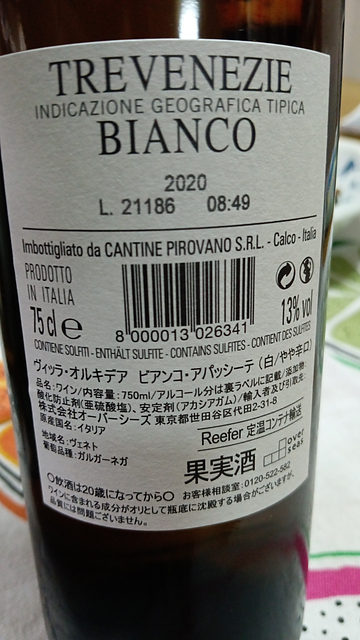 TREVENEZIE
INDICAZIONE GEOGRAFICA TIPICA
BIANCO
2020
L. 21186 08:49
Imbottigliato da CANTINE PIROVANO S.R.L. - Calco - Italia
PRODOTTO
IN ITALIA
75 cl e
8 000013 026341
13% vol
CONTIENE SOLFITI - ENTHÄLT SULFITE - CONTAINS SULFITES - CONTIENT DES SULFITES
ヴィッラ・オルキデア ビアンコ・アパッシーテ (白/やや辛口)
品名:ワイン/内容量:750ml/アルコール分は裏ラベルに記載/添加物:
酸化防止剤(亜硫酸塩)、安定剤(アカシアガム)/輸入者及び引取先:
株式会社オーバーシーズ 東京都世田谷区代田2-31-8
原産国名:イタリア
地域名:ヴェネト
葡萄品種:ガルガーネガ
Reefer 定温コンテナ輸送
果実酒
over
seas
〇飲酒は20歳になってから〇 お客様相談室:0120-522-582
ワインに含まれる成分がオリとして瓶底に沈殿する場合がございますが、
品質には問題ございません。